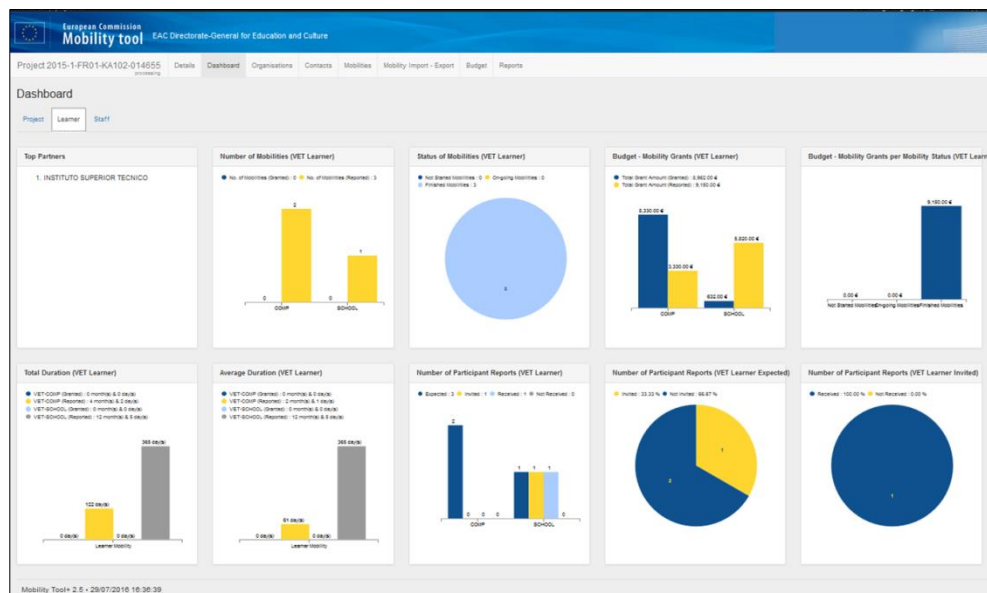 European Commission
Mobility tool
EAC Directorate-General for Education and Culture
Project 2015-1-FR01-KA102-014655
processing
Details Dashboard Organisations Contacts Mobilities Mobility Import - Export Budget Reports
Dashboard
Project Learner Staff
Top Partners
1. INSTITUTO SUPERIOR TECNICO
Number of Mobilities (VET Learner)
No. of Mobilities (Granted) : 0 No. of Mobilities (Reported) : 3
2
1
0 0
COMP SCHOOL
Status of Mobilities (VET Learner)
Not Started Mobilities : 0 On-going Mobilities : 0
Finished Mobilities : 3
3
Budget - Mobility Grants (VET Learner)
Total Grant Amount (Granted) : 8,962.00 €
Total Grant Amount (Reported) : 9,150.00 €
8,330.00 €
3,330.00 €
5,820.00 €
632.00 €
COMP SCHOOL
Budget - Mobility Grants per Mobility Status (VET Lear
9,150.00 €
0.00 € 0.00 €
Not Started Mobilities On-going Mobilities Finished Mobilities
Total Duration (VET Learner)
VET-COMP (Granted) : 0 month(s) & 0 day(s)
VET-COMP (Reported) : 4 month(s) & 2 day(s)
VET-SCHOOL (Granted) : 0 month(s) & 0 day(s)
VET-SCHOOL (Reported) : 12 month(s) & 5 day(s)
365 day(s)
122 day(s)
0 day(s) 0 day(s)
Learner Mobility
Average Duration (VET Learner)
VET-COMP (Granted) : 0 month(s) & 0 day(s)
VET-COMP (Reported) : 2 month(s) & 1 day(s)
VET-SCHOOL (Granted) : 0 month(s) & 0 day(s)
VET-SCHOOL (Reported) : 12 month(s) & 5 day(s)
365 day(s)
61 day(s)
0 day(s) 0 day(s)
Learner Mobility
Number of Participant Reports (VET Learner)
Expected : 3 Invited : 1 Received : 1 Not Received : 0
2
1 1 1
0 0 0 0
COMP SCHOOL
Number of Participant Reports (VET Learner Expected)
Invited : 33.33 % Not Invited : 66.67 %
1
2
Number of Participant Reports (VET Learner Invited)
Received : 100.00 % Not Received : 0.00 %
1
Mobility Tool+ 2.5 • 29/07/2016 16:36:39